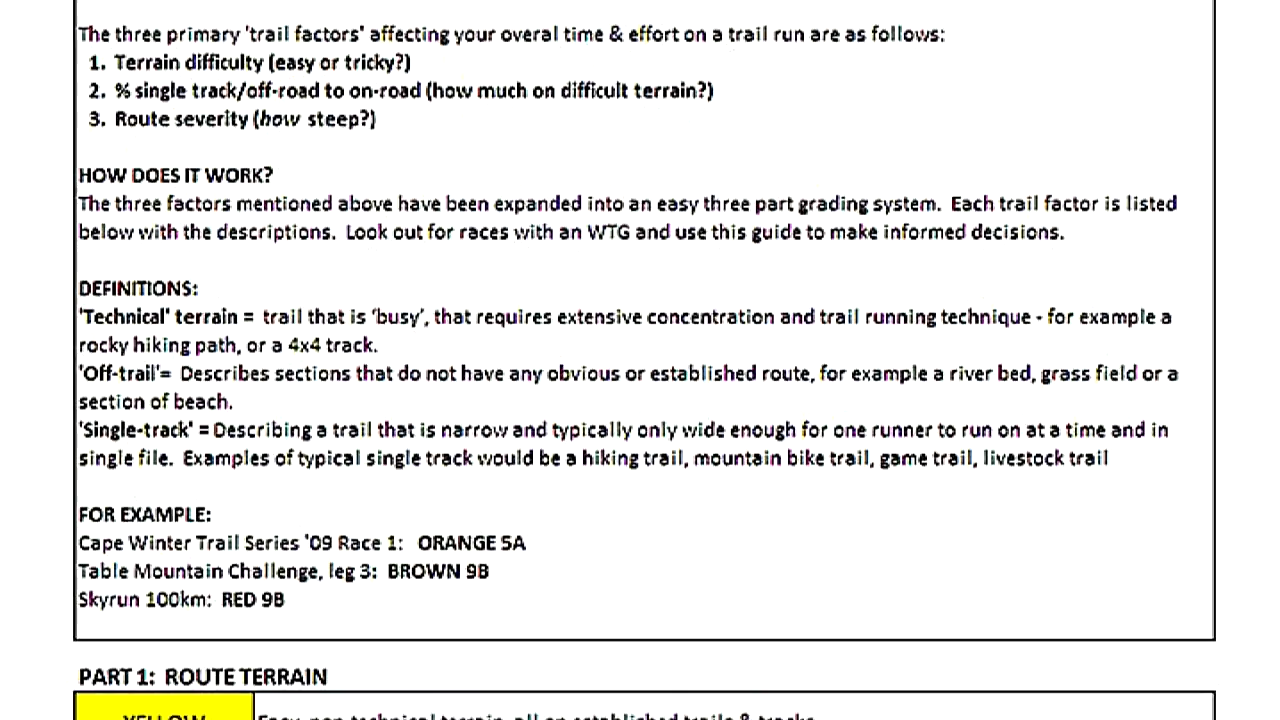 The three primary 'trail factors' affecting your overal time & effort on a trail run are as follows:
1. Terrain difficulty (easy or tricky?)
2. % single track/off-road to on-road (how much on difficult terrain?)
3. Route severity (how steep?)
HOW DOES IT WORK?
The three factors mentioned above have been expanded into an easy three part grading system. Each trail factor is listed
below with the descriptions. Look out for races with an WTG and use this guide to make informed decisions.
DEFINITIONS:
'Technical' terrain = trail that is 'busy', that requires extensive concentration and trail running technique - for example a
rocky hiking path, or a 4x4 track.
'Off-trail'= Describes sections that do not have any obvious or established route, for example a river bed, grass field or a
section of beach.
'Single-track' = Describing a trail that is narrow and typically only wide enough for one runner to run on at a time and in
single file. Examples of typical single track would be a hiking trail, mountain bike trail, game trail, livestock trail
FOR EXAMPLE:
Cape Winter Trail Series '09 Race 1: ORANGE 5A
Table Mountain Challenge, leg 3: BROWN 9B
Skyrun 100km: RED 9B
PART 1: ROUTE TERRAIN
YELLOW Easy, non-technical terrain, all on established trails & tracks